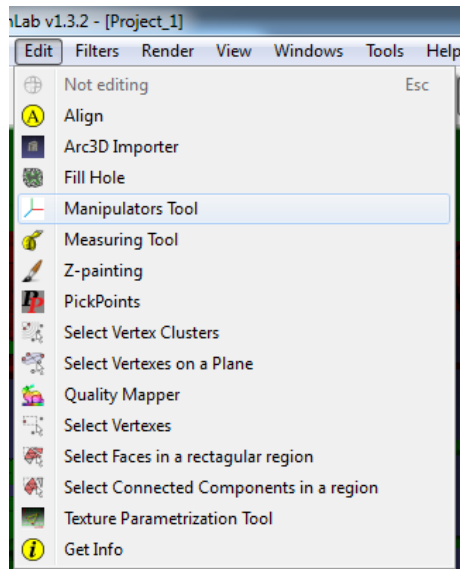 nLab v1.3.2 - [Project_1]
Edit Filters Render View Windows Tools Help
Not editing Esc
Align
Arc3D Importer
Fill Hole
Manipulators Tool
Measuring Tool
Z-painting
PickPoints
Select Vertex Clusters
Select Vertexes on a Plane
Quality Mapper
Select Vertexes
Select Faces in a rectagular region
Select Connected Components in a region
Texture Parametrization Tool
Get Info